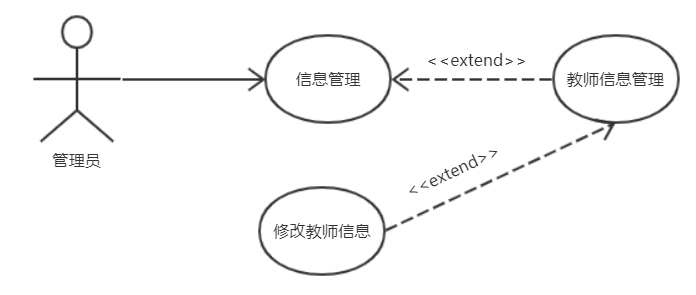 <<extend>>
信息管理
教师信息管理
管理员
<<extend>>
修改教师信息